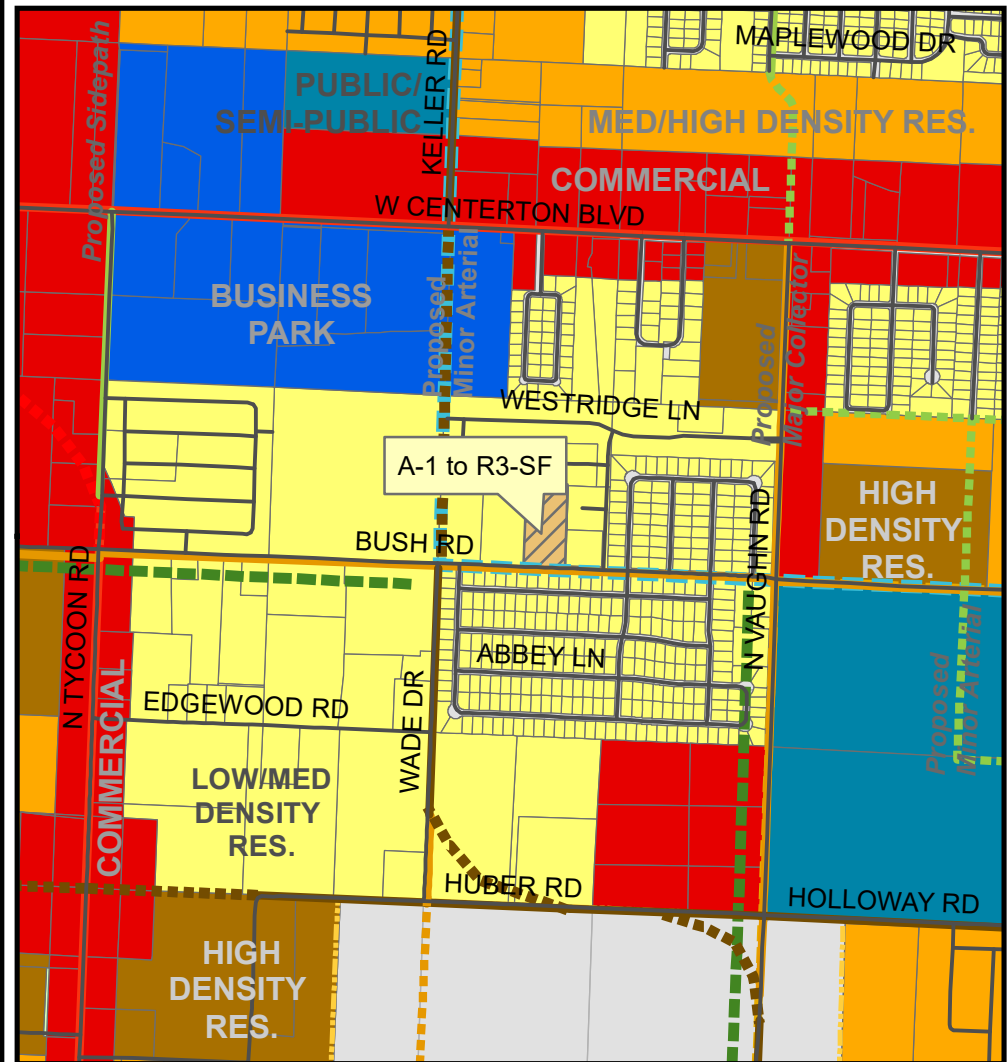 Proposed Sidepath
KELLER RD
MAPLEWOOD DR
PUBLIC/
SEMI-PUBLIC
MED/HIGH DENSITY RES.
COMMERCIAL
W CENTERTON BLVD
BUSINESS
PARK
Proposed
Minor Arterial
Proposed
Major Collector
WESTRIDGE LN
A-1 to R3-SF
HIGH
DENSITY
RES.
BUSH RD
N VAUGHN RD
N TYCOON RD
ABBEY LN
EDGEWOOD RD
WADE DR
Proposed
Minor Arterial
COMMERCIAL
LOW/MED
DENSITY
RES.
HUBER RD
HOLLOWAY RD
HIGH
DENSITY
RES.